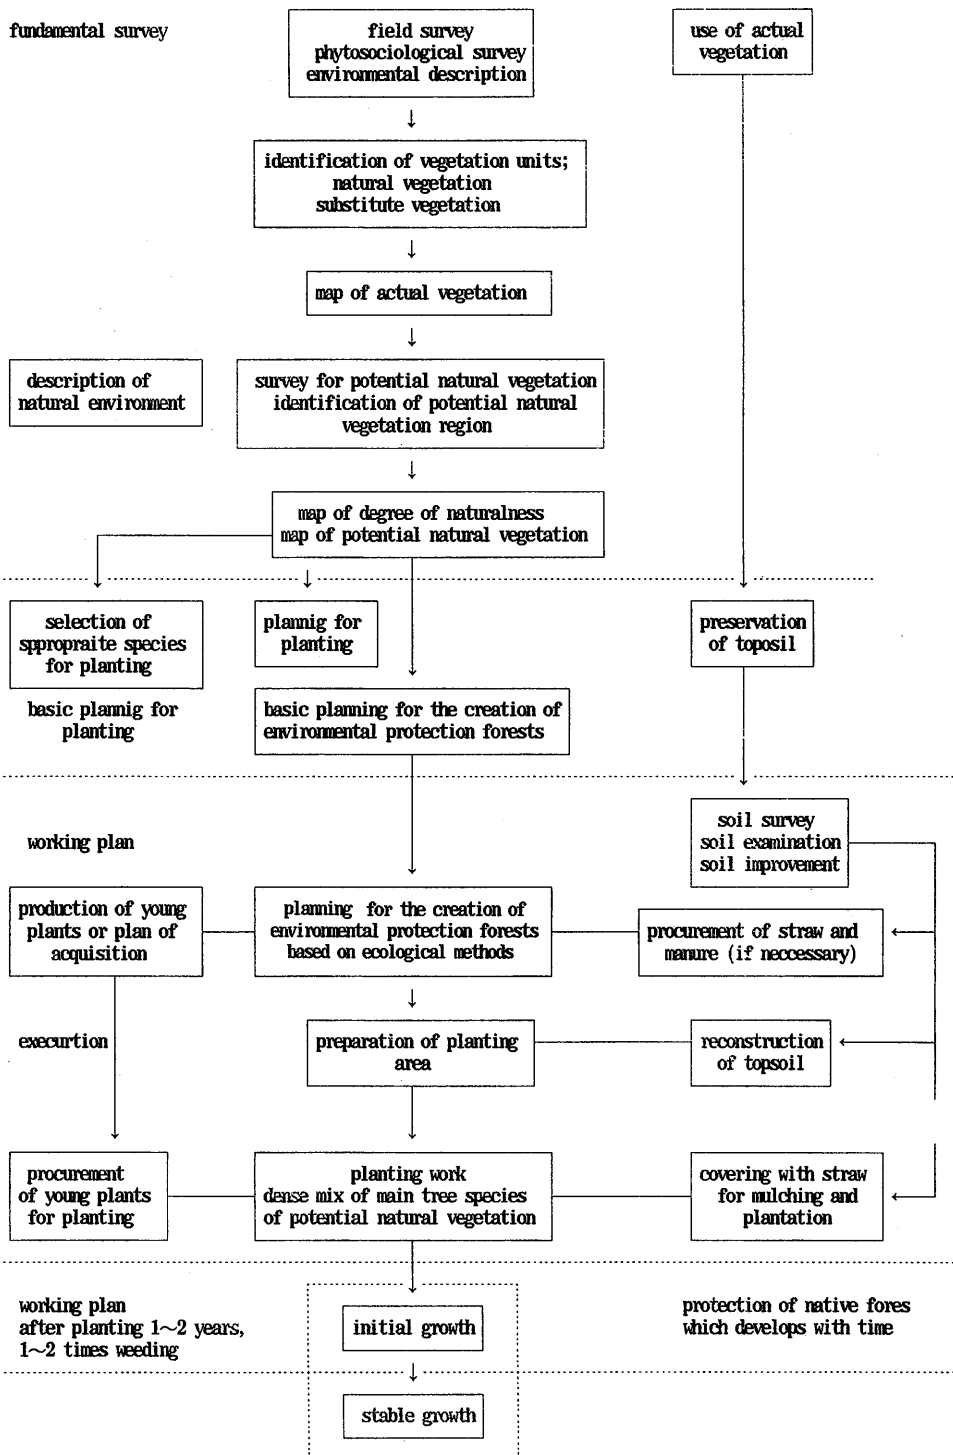 fundamental survey
field survey
phytosociological survey
environmental description
use of actual
vegetation
identification of vegetation units;
natural vegetation
substitute vegetation
map of actual vegetation
description of
natural environment
survey for potential natural vegetation
identification of potential natural
vegetation region
map of degree of naturalness
map of potential natural vegetation
selection of
sppropraite species
for planting
plannig for
planting
preservation
of toposil
basic plannig for
planting
basic planning for the creation of
environmental protection forests
working plan
soil survey
soil examination
soil improvement
production of young
plants or plan of
acquisition
planning for the creation of
environmental protection forests
based on ecological methods
procurement of straw and
manure (if neccessary)
execurtion
preparation of planting
area
reconstruction
of topsoil
procurement
of young plants
for planting
planting work
dense mix of main tree species
of potential natural vegetation
covering with straw
for mulching and
plantation
working plan
after planting 1~2 years,
1~2 times weeding
initial growth
protection of native fores
which develops with time
stable growth